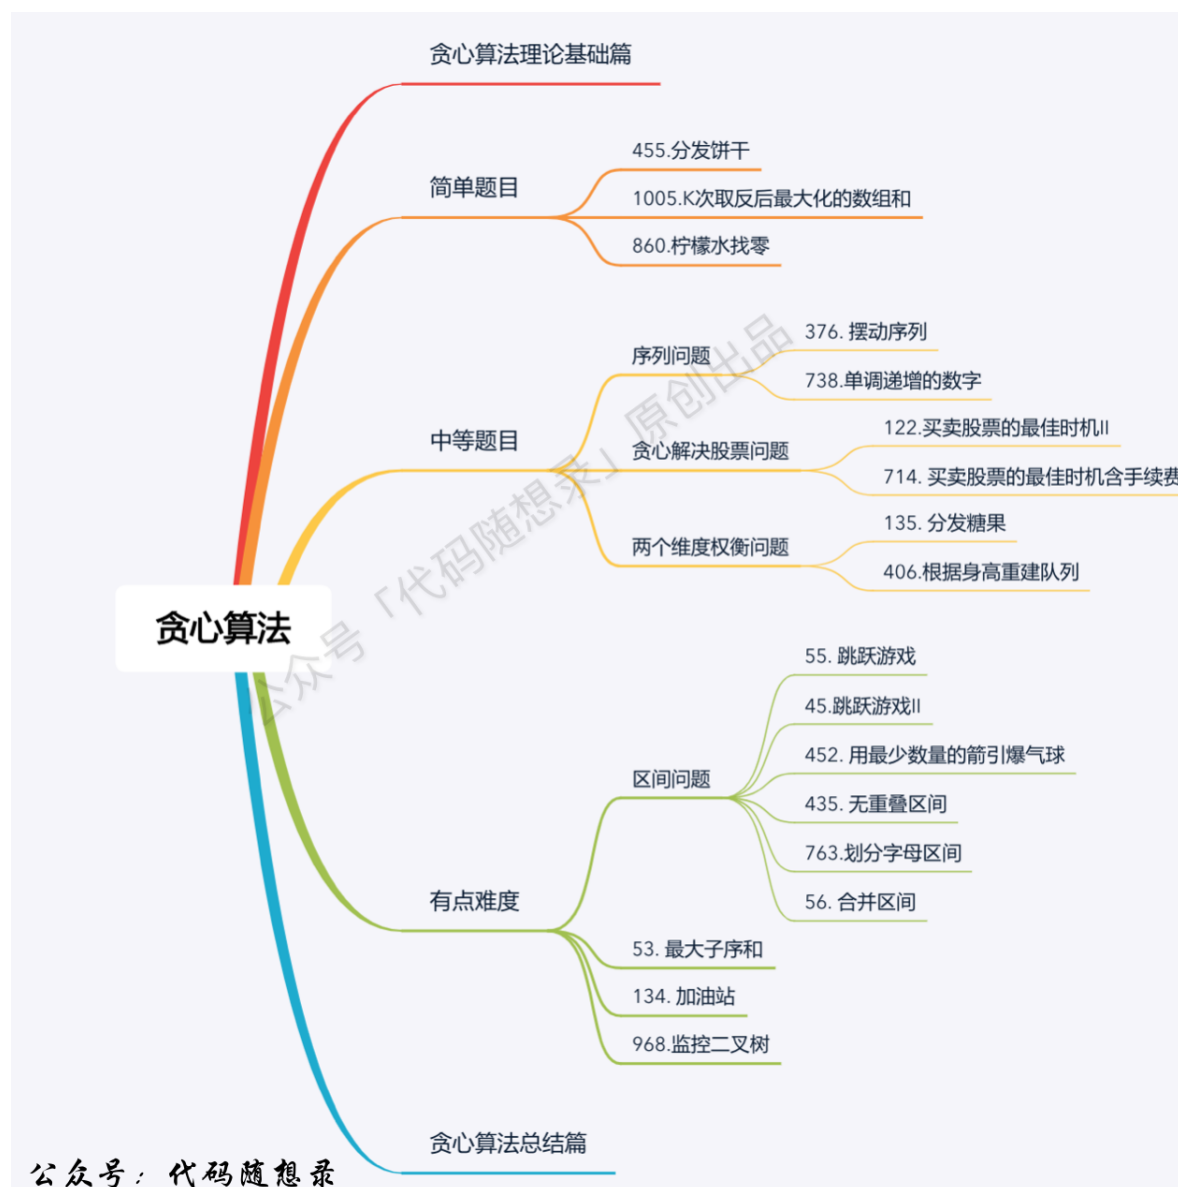 贪心算法理论基础篇
455.分发饼干
简单题目
1005.K次取反后最大化的数组和
860.柠檬水找零
376. 摆动序列
序列问题
738.单调递增的数字
中等题目
122.买卖股票的最佳时机II
贪心解决股票问题
714. 买卖股票的最佳时机含手续费
135. 分发糖果
两个维度权衡问题
406.根据身高重建队列
贪心算法
公众号「代码随想录」原创出品
55. 跳跃游戏
45.跳跃游戏II
452. 用最少数量的箭引爆气球
区间问题
435. 无重叠区间
763.划分字母区间
56. 合并区间
有点难度
53. 最大子序和
134. 加油站
968.监控二叉树
贪心算法总结篇
公众号：代码随想录